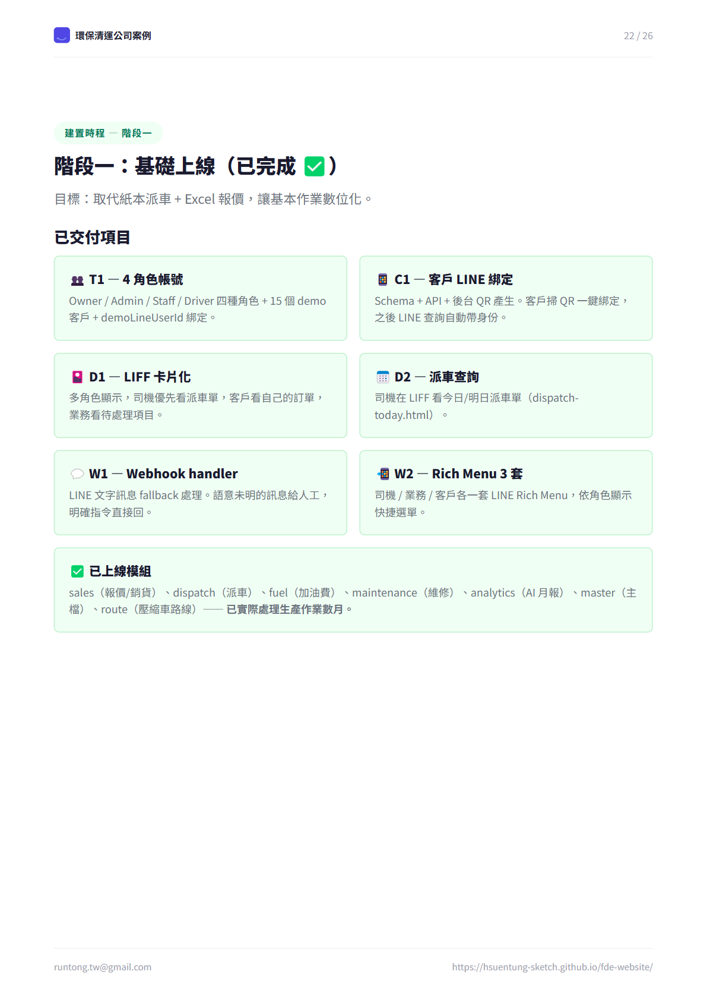 環保清運公司案例
22 / 26
建置時程 — 階段一
階段一：基礎上線（已完成 ✅）
目標：取代紙本派車 + Excel 報價，讓基本作業數位化。
已交付項目
👥 T1 — 4 角色帳號
Owner / Admin / Staff / Driver 四種角色 + 15 個 demo
客戶 + demoLineUserId 綁定。
📱 C1 — 客戶 LINE 綁定
Schema + API + 後台 QR 產生。客戶掃 QR 一鍵綁定，
之後 LINE 查詢自動帶身份。
🎴 D1 — LIFF 卡片化
多角色顯示，司機優先看派車單，客戶看自己的訂單，
業務看待處理項目。
📅 D2 — 派車查詢
司機在 LIFF 看今日/明日派車單（dispatch-
today.html）。
💬 W1 — Webhook handler
LINE 文字訊息 fallback 處理。語意未明的訊息給人工，
明確指令直接回。
📲 W2 — Rich Menu 3 套
司機 / 業務 / 客戶各一套 LINE Rich Menu，依角色顯示
快捷選單。
✅ 已上線模組
sales（報價/銷貨）、dispatch（派車）、fuel（加油費）、maintenance（維修）、analytics（AI 月報）、master（主
檔）、route（壓縮車路線）—— 已實際處理生產作業數月。
runtong.tw@gmail.com
https://hsuentung-sketch.github.io/fde-website/